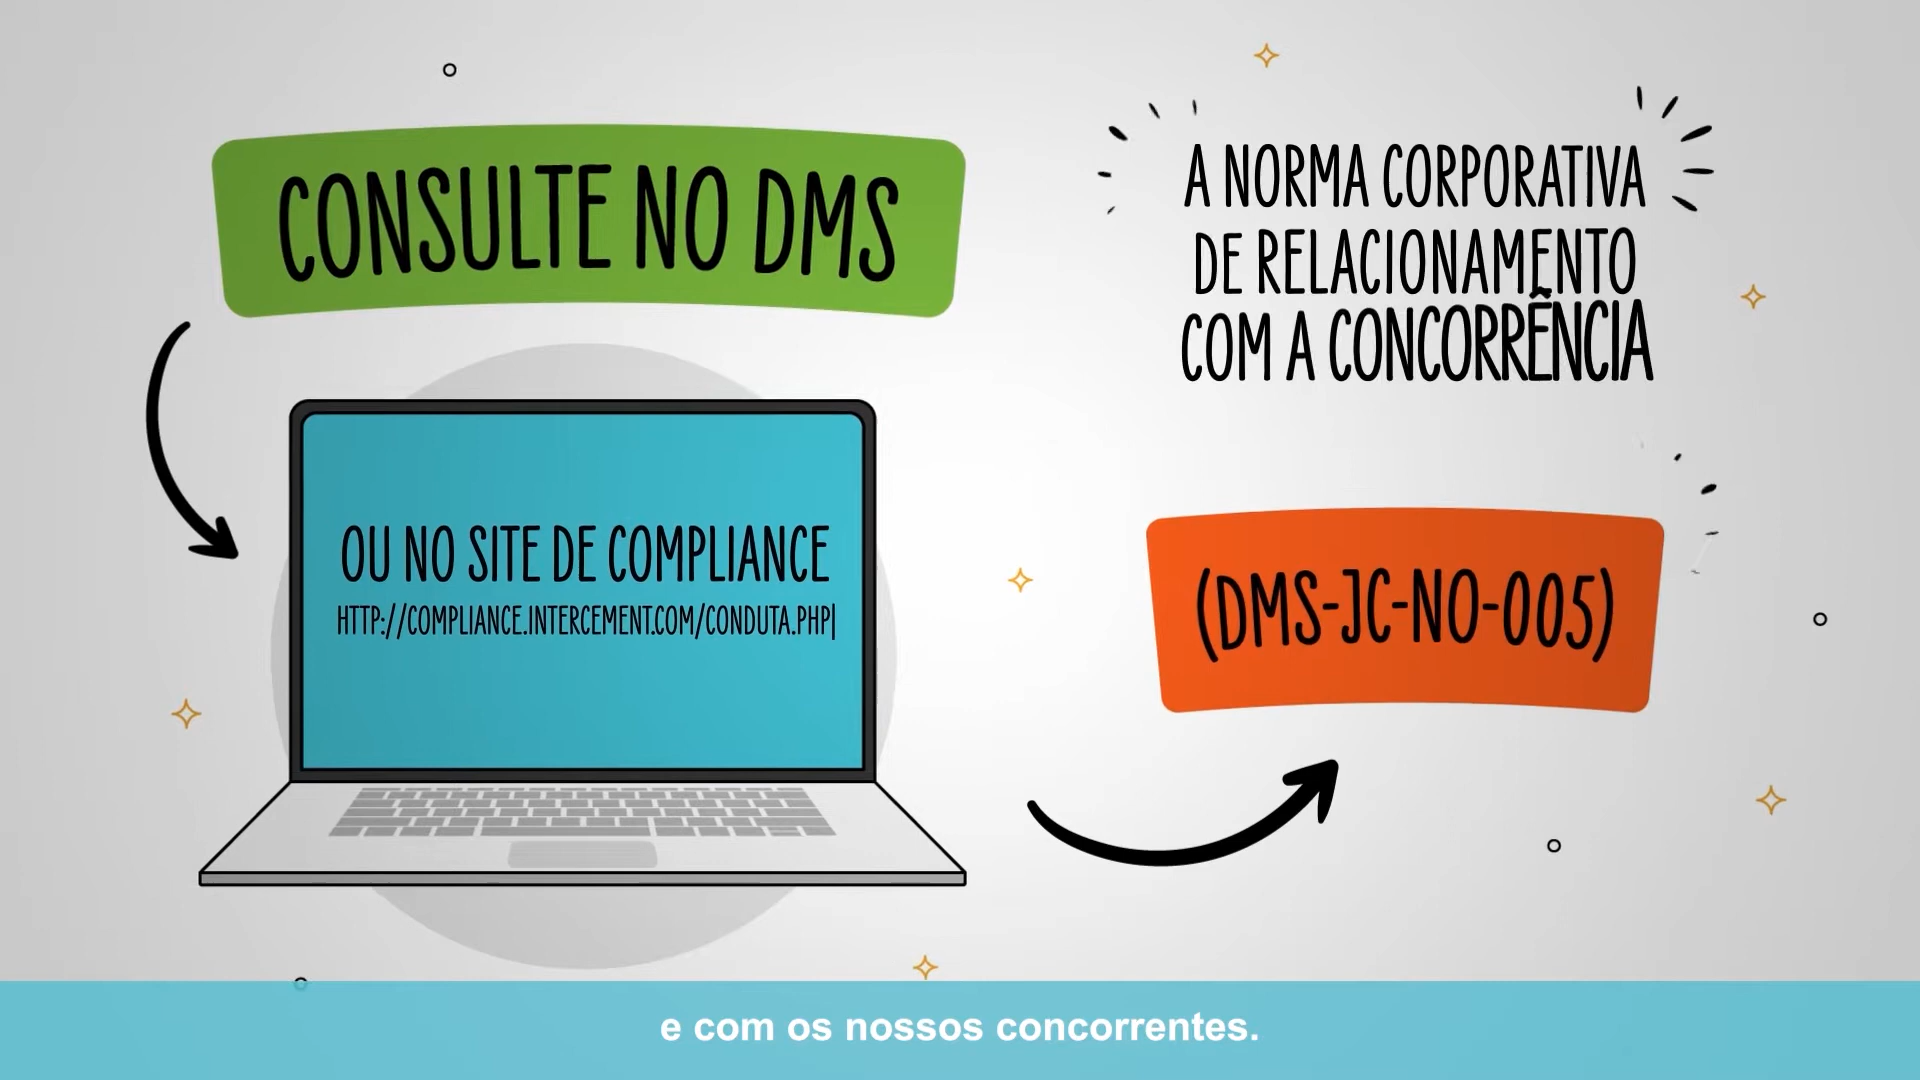 CONSULTE NO DMS
OU NO SITE DE COMPLIANCE
HTTP://COMPLIANCE.INTERCEMENT.COM/CONDUTA.PHP|
A NORMA CORPORATIVA
DE RELACIONAMENTO
COM A CONCORRÊNCIA
(DMS-JC-NO-005)
e com os nossos concorrentes.